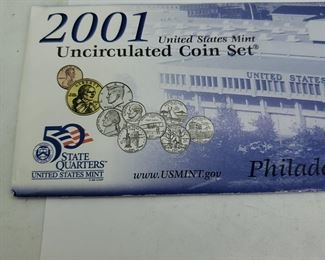 2001 United States Mint
Uncirculated Coin Set®
UNITED STATES
50
STATE
QUARTERS
UNITED STATES MINT
www.USMINT.gov
Philade